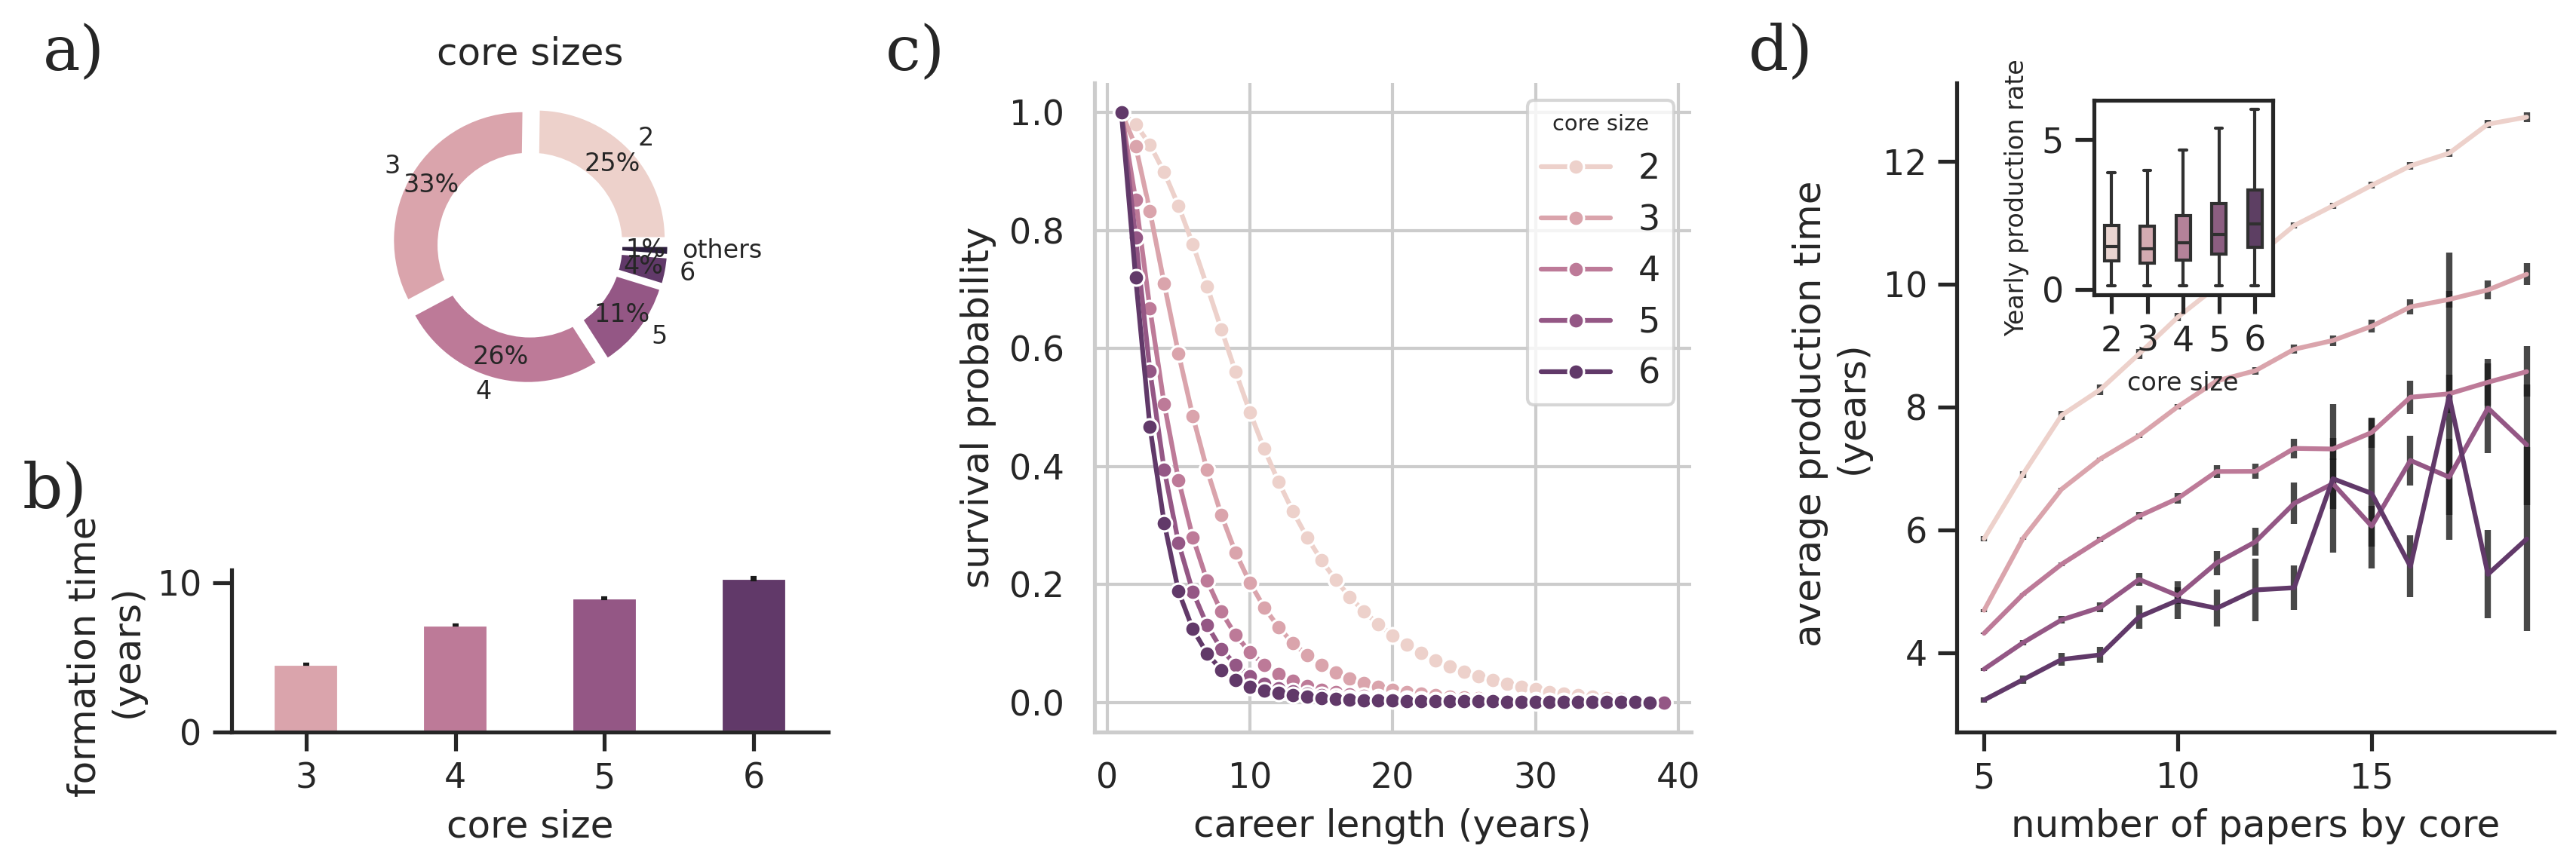 a)
core sizes
2
25%
3
33%
1%
others
4%
6
11%
5
26%
4
b)
formation time
(years)
10
0
3 4 5 6
core size
c)
survival probability
1.0
0.8
0.6
0.4
0.2
0.0
0 10 20 30 40
career length (years)
core size
2
3
4
5
6
d)
average production time
(years)
12
10
8
6
4
5 10 15
number of papers by core
Yearly production rate
5
0
2 3 4 5 6
core size